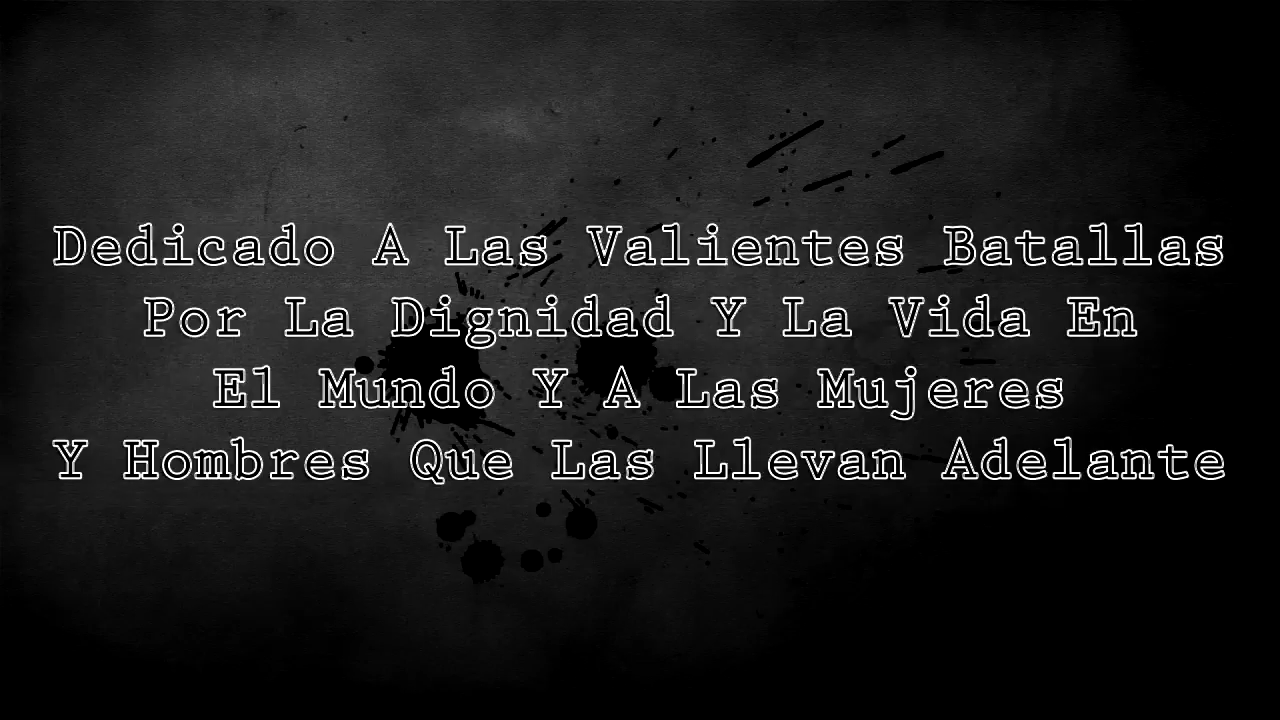 Dedicado A Las Valientes Batallas
Por La Dignidad Y La Vida En
El Mundo Y A Las Mujeres
Y Hombres Que Las Llevan Adelante